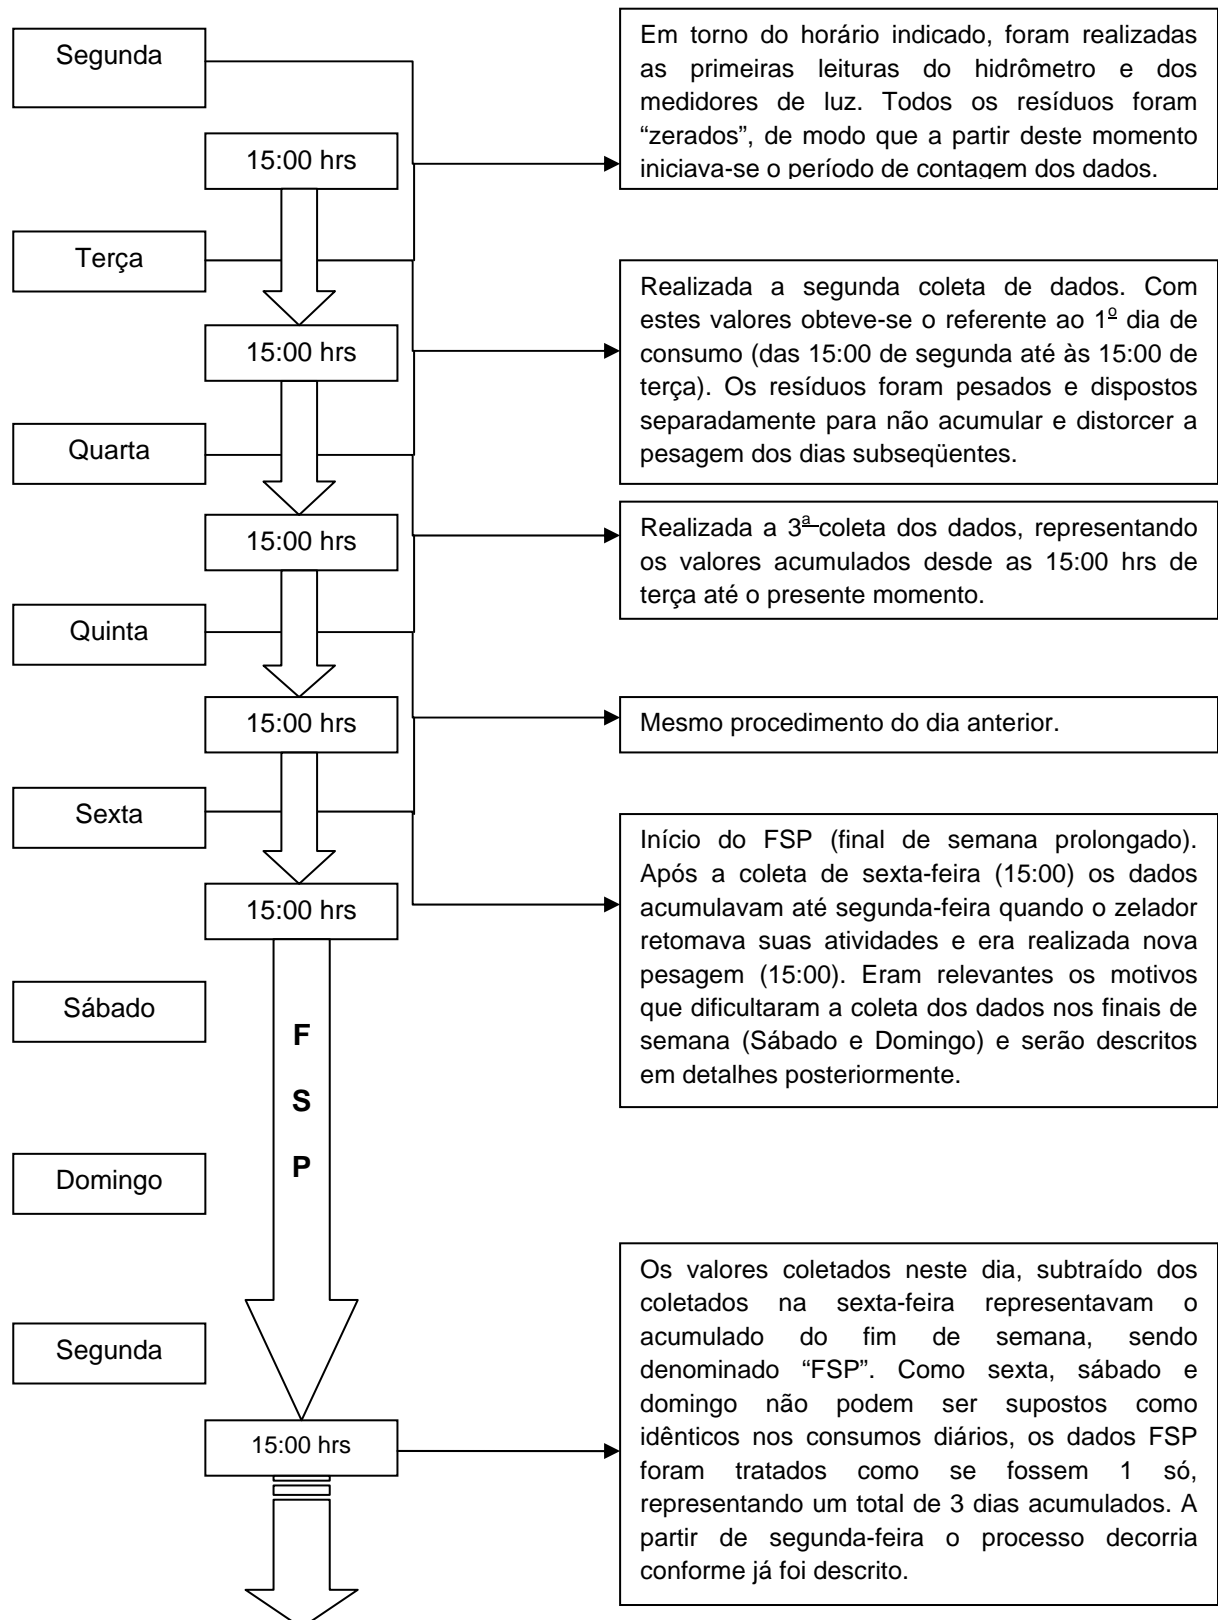 Segunda
Em torno do horário indicado, foram realizadas
as primeiras leituras do hidrômetro e dos
medidores de luz. Todos os resíduos foram
“zerados”, de modo que a partir deste momento
iniciava-se o período de contagem dos dados.
15:00 hrs
Terça
Realizada a segunda coleta de dados. Com
estes valores obteve-se o referente ao 1º dia de
consumo (das 15:00 de segunda até às 15:00 de
terça). Os resíduos foram pesados e dispostos
separadamente para não acumular e distorcer a
pesagem dos dias subseqüentes.
15:00 hrs
Quarta
Realizada a 3ª coleta dos dados, representando
os valores acumulados desde as 15:00 hrs de
terça até o presente momento.
15:00 hrs
Quinta
15:00 hrs
Mesmo procedimento do dia anterior.
Sexta
Início do FSP (final de semana prolongado).
Após a coleta de sexta-feira (15:00) os dados
acumulavam até segunda-feira quando o zelador
retomava suas atividades e era realizada nova
pesagem (15:00). Eram relevantes os motivos
que dificultaram a coleta dos dados nos finais de
semana (Sábado e Domingo) e serão descritos
em detalhes posteriormente.
15:00 hrs
Sábado
F
S
P
Domingo
Segunda
Os valores coletados neste dia, subtraído dos
coletados na sexta-feira representavam o
acumulado do fim de semana, sendo
denominado “FSP”. Como sexta, sábado e
domingo não podem ser supostos como
idênticos nos consumos diários, os dados FSP
foram tratados como se fossem 1 só,
representando um total de 3 dias acumulados. A
partir de segunda-feira o processo decorria
conforme já foi descrito.
15:00 hrs